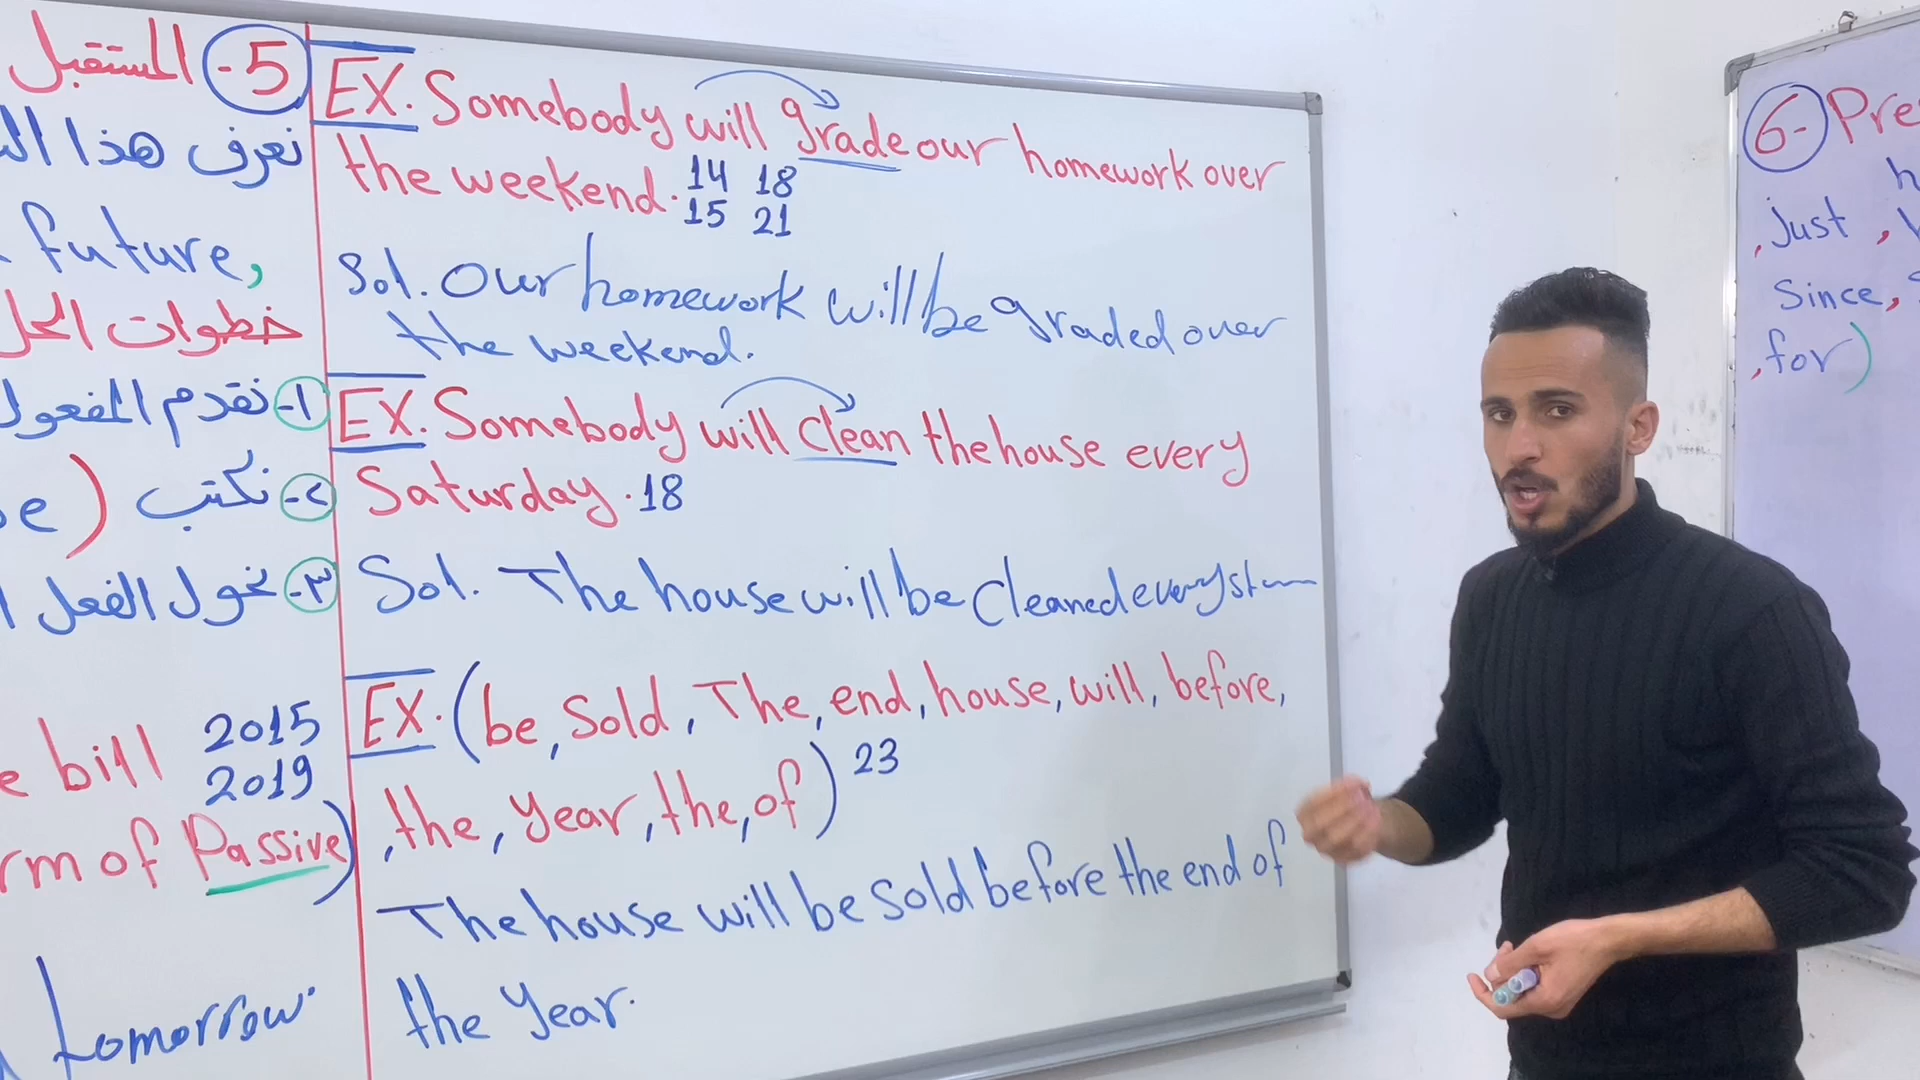 5- المستقبل
نعرف هذا
future,
خطوات الحل
١- نقدم المفعول
٢- نكتب (
٣- نحول الفعل
bill 2015
2019
of Passive)
tomorrow.
EX. Somebody will grade our homework over
the weekend. 14 18
15 21
Sol. Our homework will be graded over
the weekend.
EX. Somebody will clean the house every
Saturday. 18
Sol. The house will be cleaned every
EX. (be, Sold, The, end, house, will, before,
,the, year, the, of) 23
The house will be sold before the end of
the year.
6- Pre
,just,
Since,
,for)